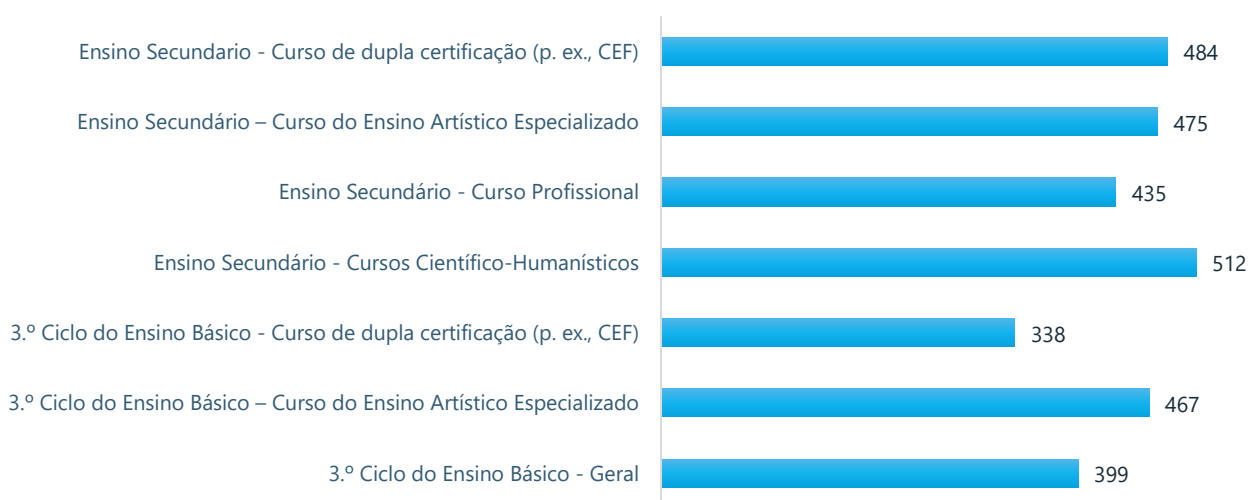 Ensino Secundario - Curso de dupla certificação (p. ex., CEF) 484
Ensino Secundário – Curso do Ensino Artístico Especializado 475
Ensino Secundário - Curso Profissional 435
Ensino Secundário - Cursos Científico-Humanísticos 512
3.º Ciclo do Ensino Básico - Curso de dupla certificação (p. ex., CEF) 338
3.º Ciclo do Ensino Básico – Curso do Ensino Artístico Especializado 467
3.º Ciclo do Ensino Básico - Geral 399